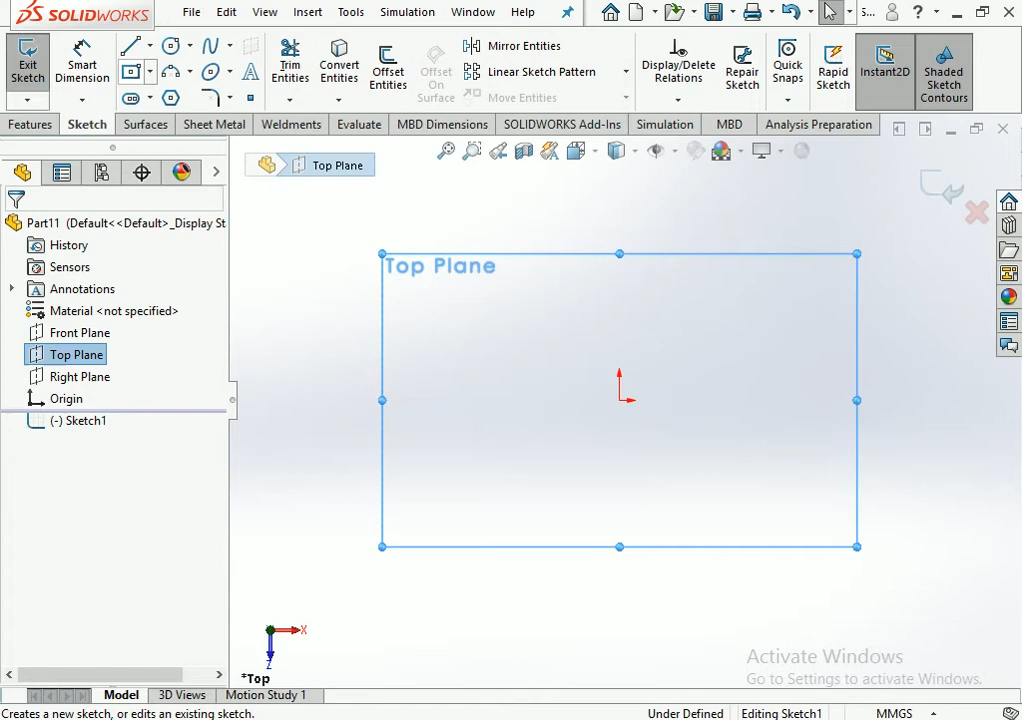 SOLIDWORKS File Edit View Insert Tools Simulation Window Help S... ?
Exit Sketch
Smart Dimension
Trim Entities
Convert Entities
Offset Entities
Offset On Surface
Mirror Entities
Linear Sketch Pattern
Move Entities
Display/Delete Relations
Repair Sketch
Quick Snaps
Rapid Sketch
Instant2D
Shaded Sketch Contours
Features Sketch Surfaces Sheet Metal Weldments Evaluate MBD Dimensions SOLIDWORKS Add-Ins Simulation MBD Analysis Preparation
Top Plane
Part11 (Default<<Default>_Display St
History
Sensors
Annotations
Material <not specified>
Front Plane
Top Plane
Right Plane
Origin
(-) Sketch1
Top Plane
X
Z
*Top
Activate Windows
Go to Settings to activate Windows.
Model 3D Views Motion Study 1
Creates a new sketch, or edits an existing sketch. Under Defined Editing Sketch1 MMGS